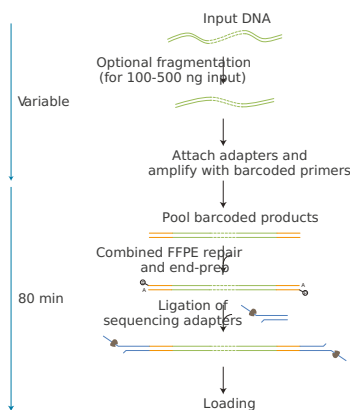 Input DNA
Optional fragmentation
(for 100-500 ng input)
Variable
Attach adapters and
amplify with barcoded primers
Pool barcoded products
Combined FFPE repair
and end-prep
A
A
80 min
Ligation of
sequencing adapters
Loading